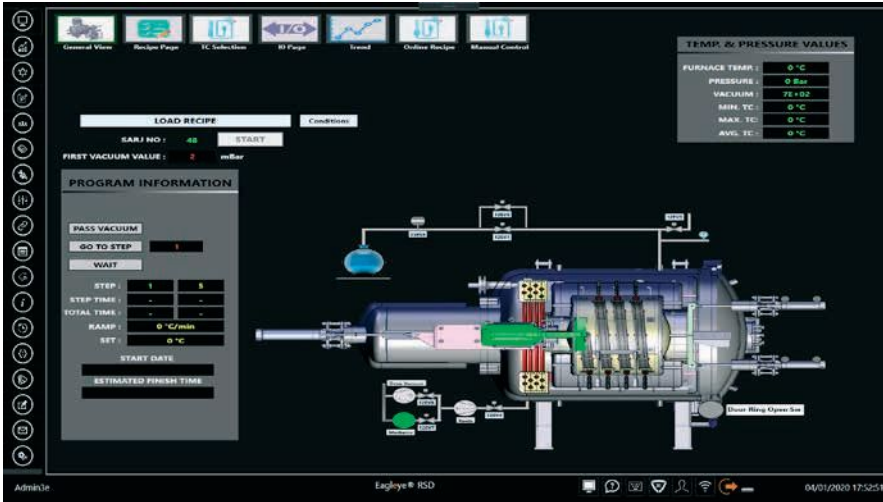 Eagleye
General View
Recipe Page
TC Selection
I/O
IO Page
Trend
Online Recipe
Manual Control
TEMP. & PRESSURE VALUES
FURNACE TEMP. : 0 °C
PRESSURE : 0 Bar
VACUUM : 7E+02
MIN. TC : 0 °C
MAX. TC: 0 °C
AVG. TC : 0 °C
LOAD RECIPE
Conditions
SARJ NO : 48 START
FIRST VACUUM VALUE : 2 mBar
PROGRAM INFORMATION
PASS VACUUM
GO TO STEP 1
WAIT
STEP : 1 5
STEP TIME : - -
TOTAL TIME : - -
RAMP : 0 °C/min
SET : 0 °C
START DATE
ESTIMATED FINISH TIME
Door Ring Open Sw
Admin3e
Eagleye® RSD
04/01/2020 17:52:51